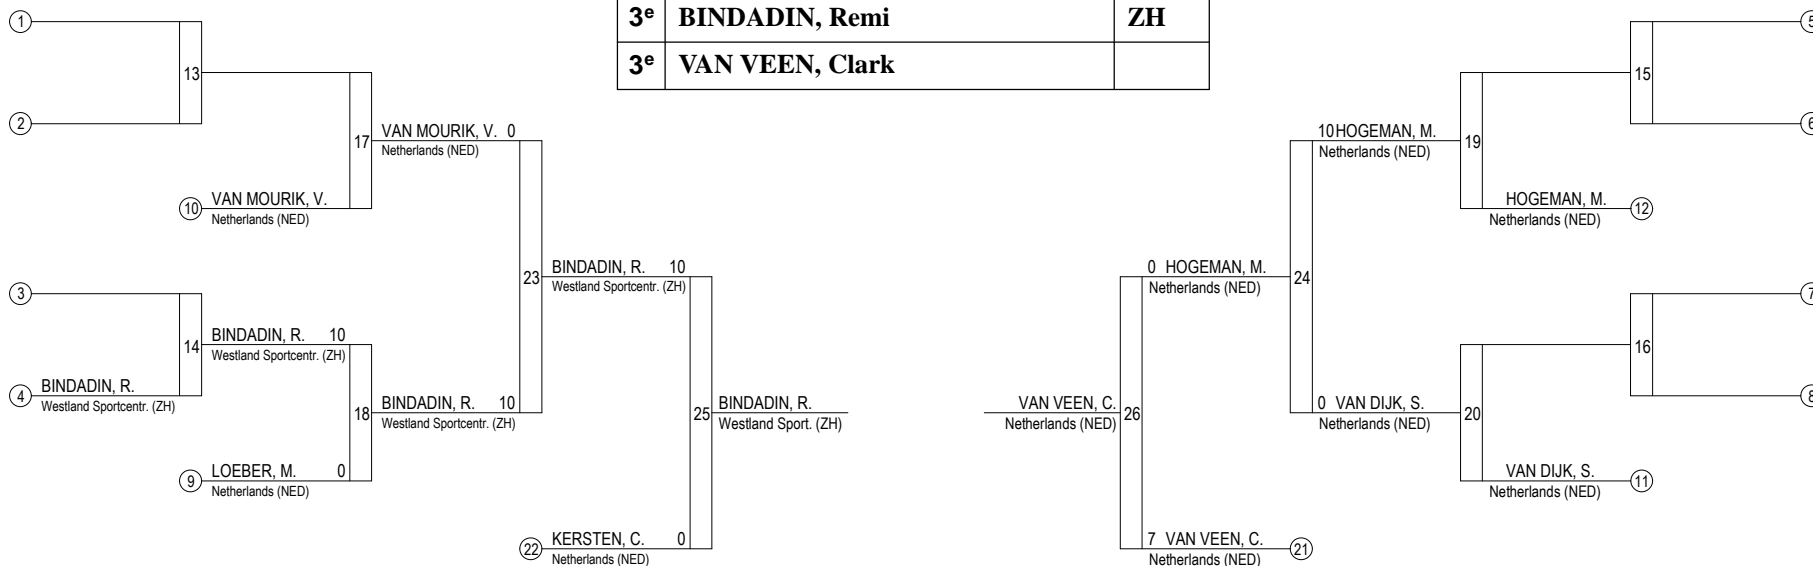 3e BINDADIN, Remi ZH
3e VAN VEEN, Clark
1
13
2
17
VAN MOURIK, V. 0
Netherlands (NED)
10 VAN MOURIK, V.
Netherlands (NED)
3
14
BINDADIN, R. 10
Westland Sportcentr. (ZH)
4 BINDADIN, R.
Westland Sportcentr. (ZH)
18
BINDADIN, R. 10
Westland Sportcentr. (ZH)
9 LOEBER, M. 0
Netherlands (NED)
23
BINDADIN, R. 10
Westland Sportcentr. (ZH)
25
BINDADIN, R.
Westland Sport. (ZH)
22 KERSTEN, C. 0
Netherlands (NED)
5
15
6
19
10 HOGEMAN, M.
Netherlands (NED)
HOGEMAN, M. 12
Netherlands (NED)
0 HOGEMAN, M.
Netherlands (NED)
24
7
16
8
0 VAN DIJK, S.
Netherlands (NED)
20
VAN DIJK, S. 11
Netherlands (NED)
VAN VEEN, C.
Netherlands (NED)
26
7 VAN VEEN, C. 21
Netherlands (NED)